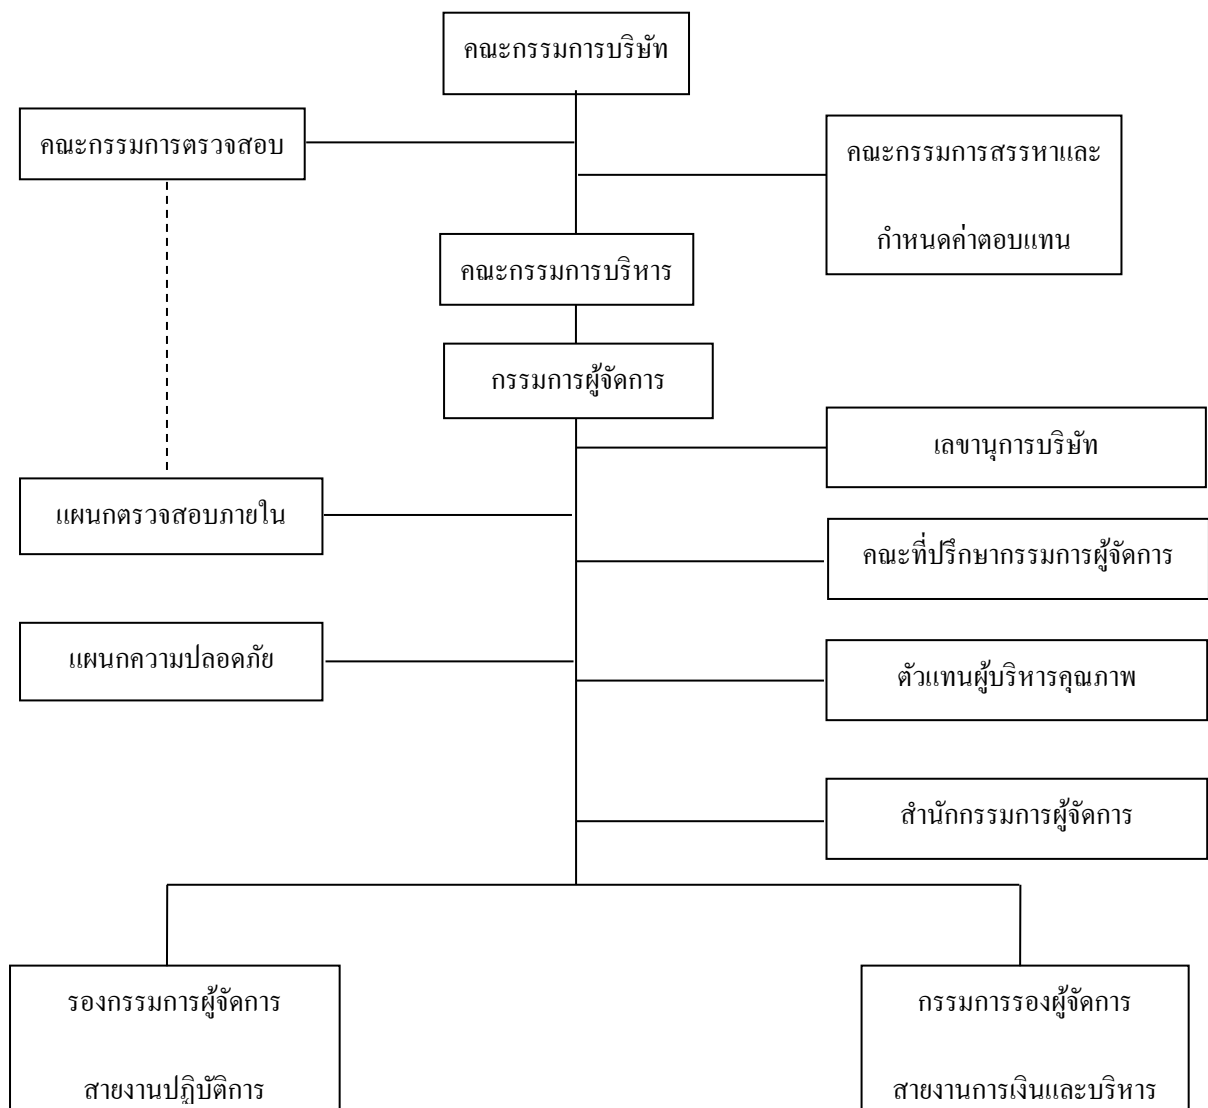 คณะกรรมการบริษัท
คณะกรรมการตรวจสอบ
คณะกรรมการสรรหาและ
กำหนดค่าตอบแทน
คณะกรรมการบริหาร
กรรมการผู้จัดการ
เลขานุการบริษัท
แผนกตรวจสอบภายใน
คณะที่ปรึกษากรรมการผู้จัดการ
แผนกความปลอดภัย
ตัวแทนผู้บริหารคุณภาพ
สำนักกรรมการผู้จัดการ
รองกรรมการผู้จัดการ
สายงานปฏิบัติการ
กรรมการรองผู้จัดการ
สายงานการเงินและบริหาร